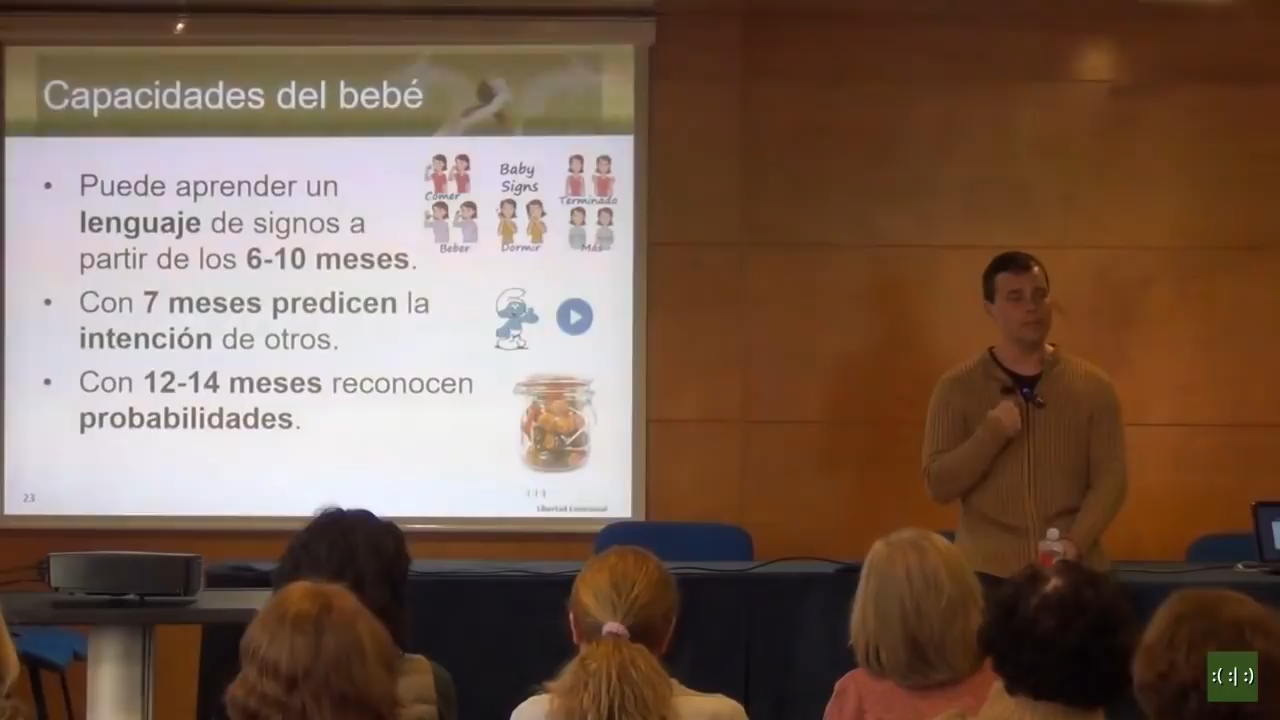 Capacidades del bebé
• Puede aprender un
lenguaje de signos a
partir de los 6-10 meses.
Comer
Baby
Signs
Terminado
Beber
Dormir
Más
• Con 7 meses predicen la
intención de otros.
• Con 12-14 meses reconocen
probabilidades.
23
Libertad Emocional
:( :| :)